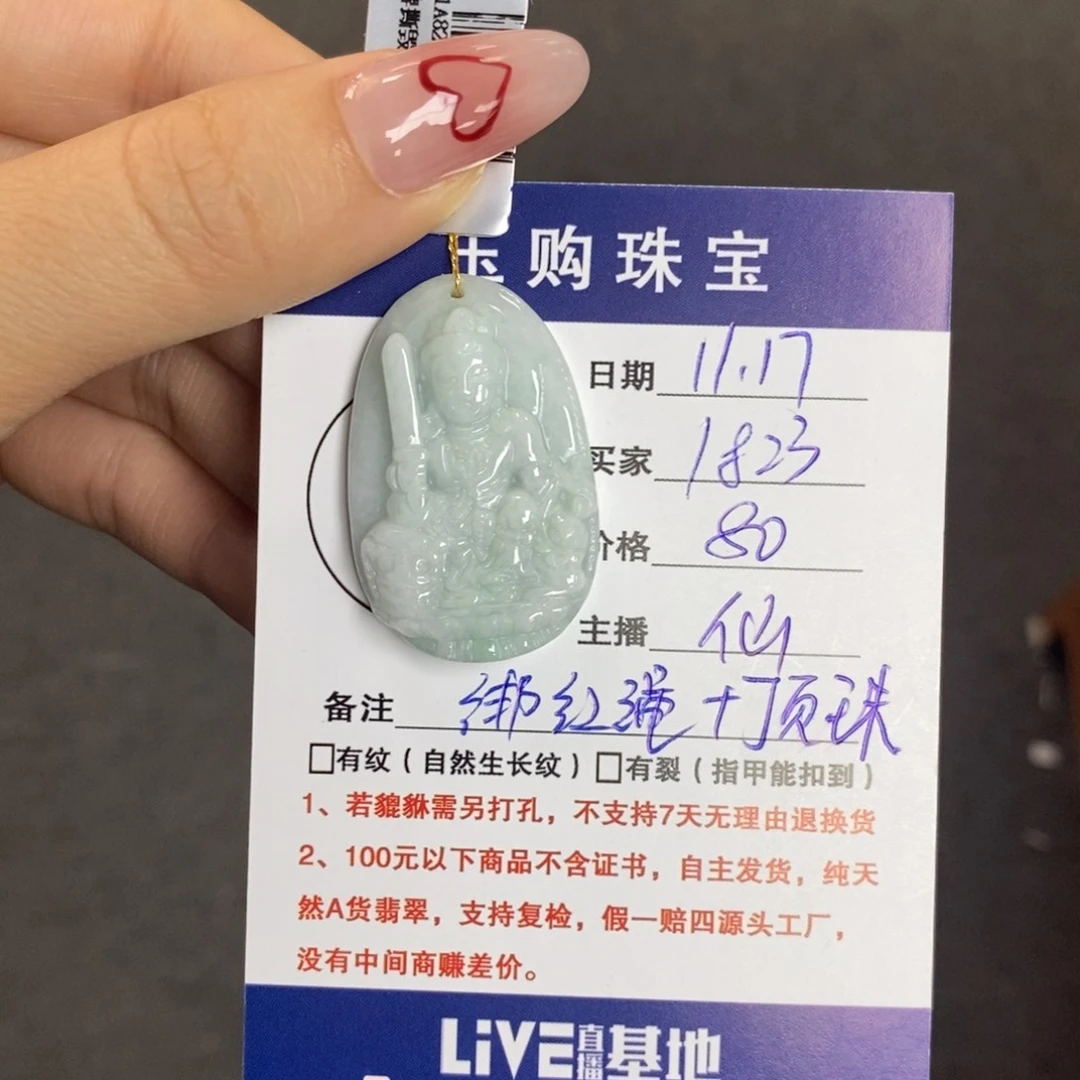 1A82
购珠宝
日期 11.17
买家 1823
价格 80
主播 仙
备注 绑红绳+顶珠
□有纹（自然生长纹）□有裂（指甲能扣到）
1、若貔貅需另打孔，不支持7天无理由退换货
2、100元以下商品不含证书，自主发货，纯天
然A货翡翠，支持复检，假一赔四源头工厂，
没有中间商赚差价。
LiVE直播基地